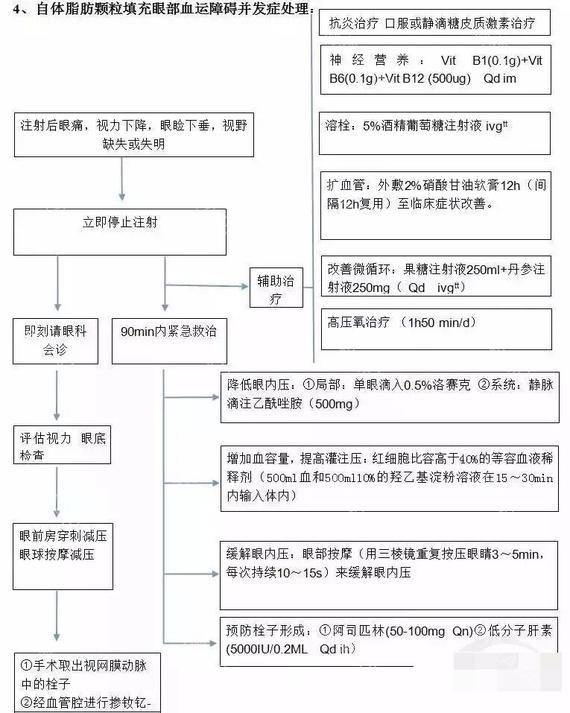 4、自体脂肪颗粒填充眼部血运障碍并发症处理：
抗炎治疗 口服或静滴糖皮质激素治疗
神经营养：Vit B1(0.1g)+Vit
B6(0.1g)+Vit B12 (500ug) Qd im
注射后眼痛，视力下降，眼睑下垂，视野
缺失或失明
溶栓：5%酒精葡萄糖注射液 ivgtt
扩血管：外敷2%硝酸甘油软膏12h（间
隔12h复用）至临床症状改善。
立即停止注射
辅助治
疗
改善微循环：果糖注射液250ml+丹参注
射液250mg（ Qd ivgtt）
高压氧治疗 （1h50 min/d）
即刻请眼科
会诊
90min内紧急救治
降低眼内压：①局部：单眼滴入0.5%洛赛克 ②系统：静脉
滴注乙酰唑胺（500mg）
评估视力 眼底
检查
增加血容量，提高灌注压：红细胞比容高于40%的等容血液稀
释剂（500ml血和500ml10%的羟乙基淀粉溶液在15～30min
内输入体内）
眼前房穿刺减压
眼球按摩减压
缓解眼内压：眼部按摩（用三棱镜重复按压眼睛3～5min，
每次持续10～15s）来缓解眼内压
预防栓子形成：①阿司匹林(50-100mg Qn)②低分子肝素
(5000IU/0.2ML Qd ih）
①手术取出视网膜动脉
中的栓子
②经血管腔进行掺钕钇-